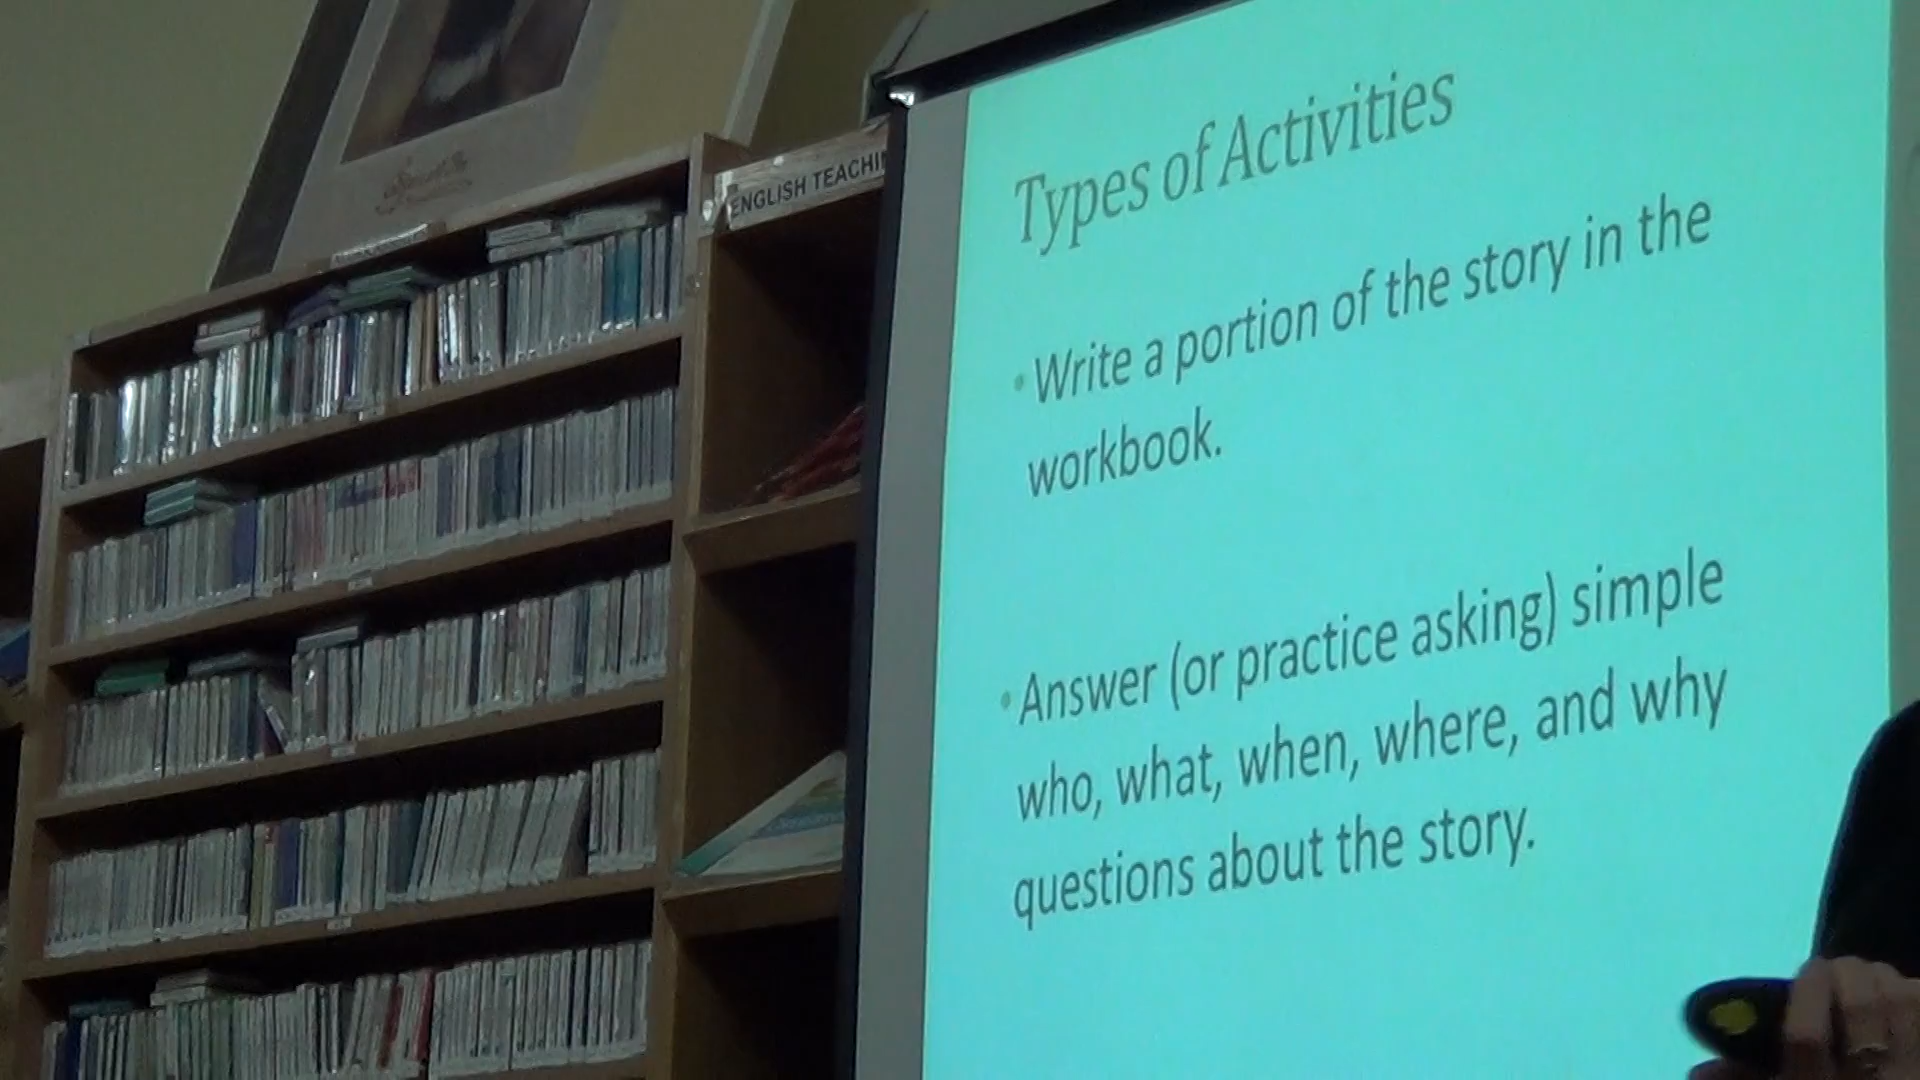 ENGLISH TEACHIN
Types of Activities
• Write a portion of the story in the
workbook.
• Answer (or practice asking) simple
who, what, when, where, and why
questions about the story.